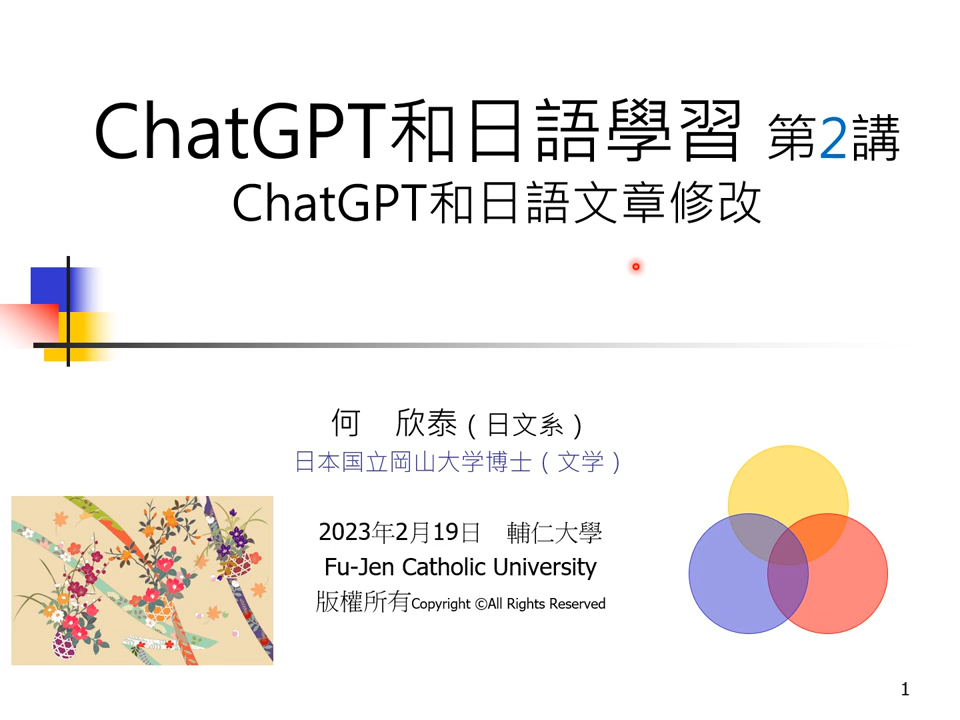 ChatGPT和日語學習 第2講
ChatGPT和日語文章修改
何　欣泰（日文系）
日本国立岡山大学博士（文学）
2023年2月19日　輔仁大學
Fu-Jen Catholic University
版權所有Copyright ©All Rights Reserved
1